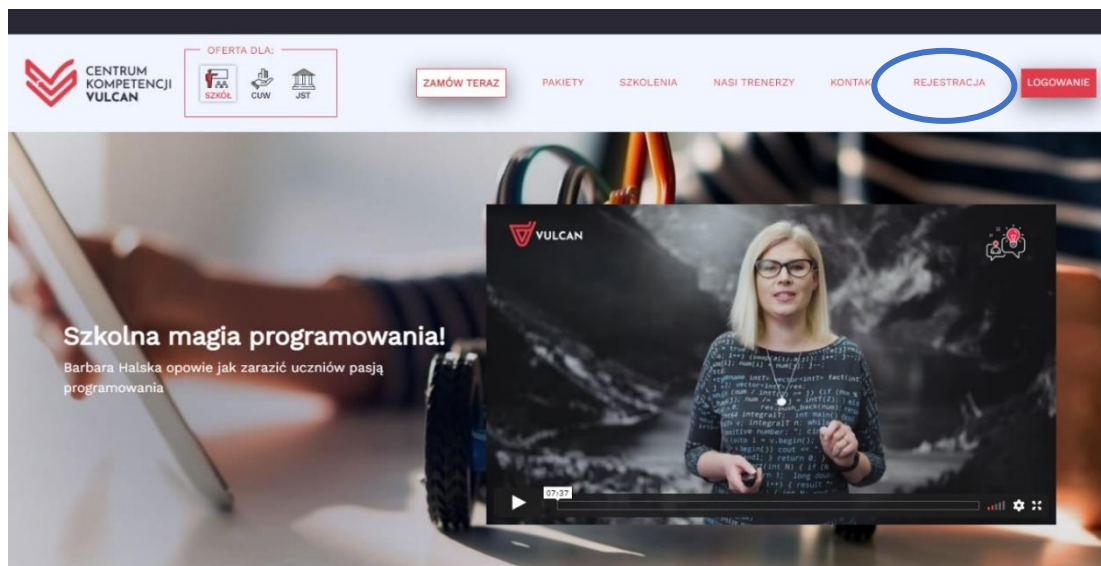 OFERTA DLA:
CENTRUM
KOMPETENCJI
VULCAN
SZKÓŁ CUW JST
ZAMÓW TERAZ PAKIETY SZKOLENIA NASI TRENERZY KONTAK REJESTRACJA LOGOWANIE
VULCAN
Szkolna magia programowania!
Barbara Halska opowie jak zarazić uczniów pasją
programowania
07:37